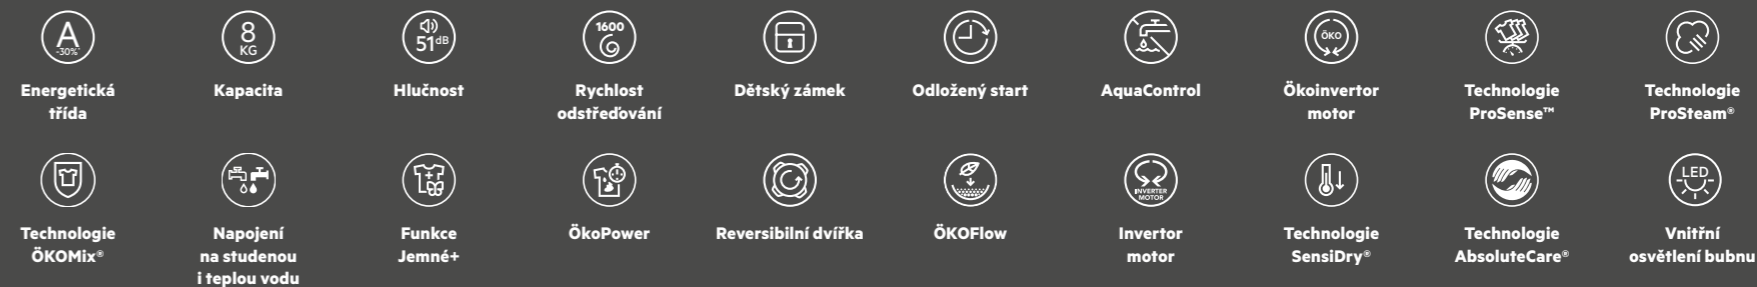 A
-30%
Energetická
třída
8
KG
Kapacita
51dB
Hlučnost
1600
Rychlost
odstřeďování
Dětský zámek
Odložený start
AquaControl
ÖKO
Ökoinvertor
motor
Technologie
ProSense™
Technologie
ProSteam®
Technologie
ÖKOMix®
Napojení
na studenou
i teplou vodu
Funkce
Jemné+
ÖkoPower
Reversibilní dvířka
ÖKOFlow
INVERTER
MOTOR
Invertor
motor
Technologie
SensiDry®
Technologie
AbsoluteCare®
LED
Vnitřní
osvětlení bubnu